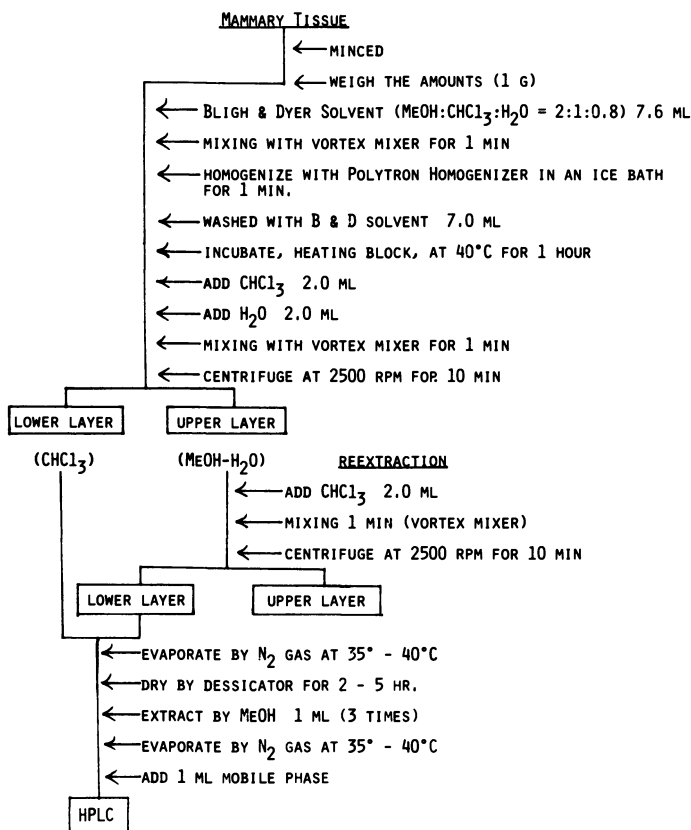 MAMMARY TISSUE
MINCED
WEIGH THE AMOUNTS (1 G)
BLIGH & DYER SOLVENT (MEOH:CHCl3:H2O = 2:1:0.8) 7.6 ML
MIXING WITH VORTEX MIXER FOR 1 MIN
HOMOGENIZE WITH POLYTRON HOMOGENIZER IN AN ICE BATH
FOR 1 MIN.
WASHED WITH B & D SOLVENT 7.0 ML
INCUBATE, HEATING BLOCK, AT 40°C FOR 1 HOUR
ADD CHCl3 2.0 ML
ADD H2O 2.0 ML
MIXING WITH VORTEX MIXER FOR 1 MIN
CENTRIFUGE AT 2500 RPM FOR 10 MIN
LOWER LAYER
UPPER LAYER
(CHCl3)
(MEOH-H2O)
REEXTRACTION
ADD CHCl3 2.0 ML
MIXING 1 MIN (VORTEX MIXER)
CENTRIFUGE AT 2500 RPM FOR 10 MIN
LOWER LAYER
UPPER LAYER
EVAPORATE BY N2 GAS AT 35° - 40°C
DRY BY DESSICATOR FOR 2 - 5 HR.
EXTRACT BY MEOH 1 ML (3 TIMES)
EVAPORATE BY N2 GAS AT 35° - 40°C
ADD 1 ML MOBILE PHASE
HPLC